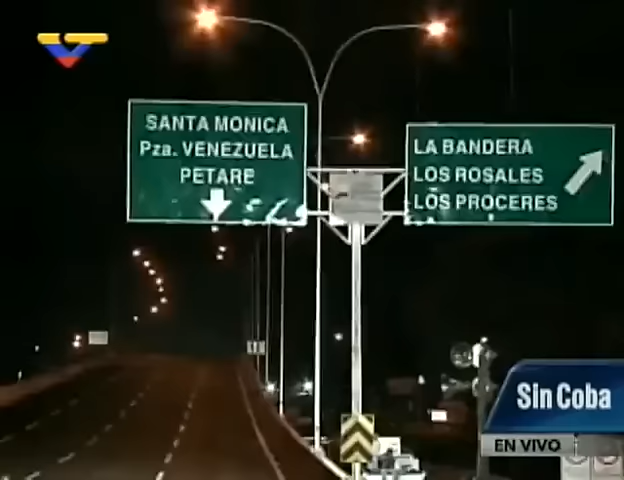 SANTA MONICA
Pza. VENEZUELA
PETARE
LA BANDERA
LOS ROSALES
LOS PROCERES
Sin Coba
EN VIVO